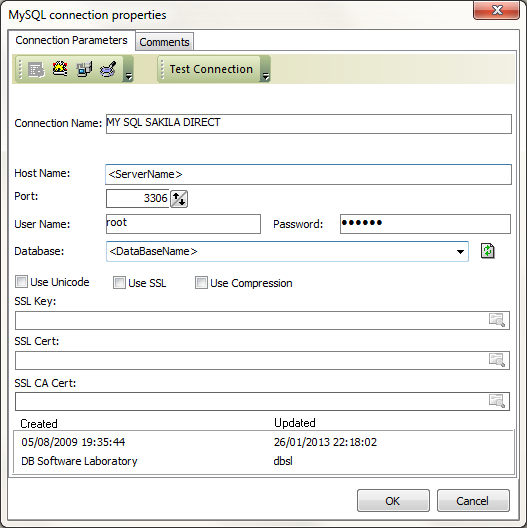 MySQL connection properties
Connection Parameters Comments
Test Connection
Connection Name: MY SQL SAKILA DIRECT
Host Name: <ServerName>
Port: 3306
User Name: root Password: ●●●●●●
Database: <DataBaseName>
Use Unicode Use SSL Use Compression
SSL Key:
SSL Cert:
SSL CA Cert:
Created Updated
05/08/2009 19:35:44 26/01/2013 22:18:02
DB Software Laboratory dbsl
OK Cancel